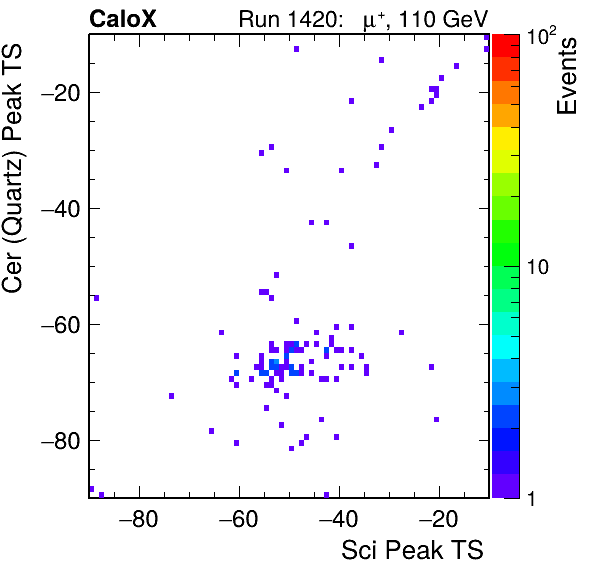 CaloX Run 1420: μ⁺, 110 GeV
Cer (Quartz) Peak TS
−20
−40
−60
−80
−80 −60 −40 −20
Sci Peak TS
10²
10
1
Events